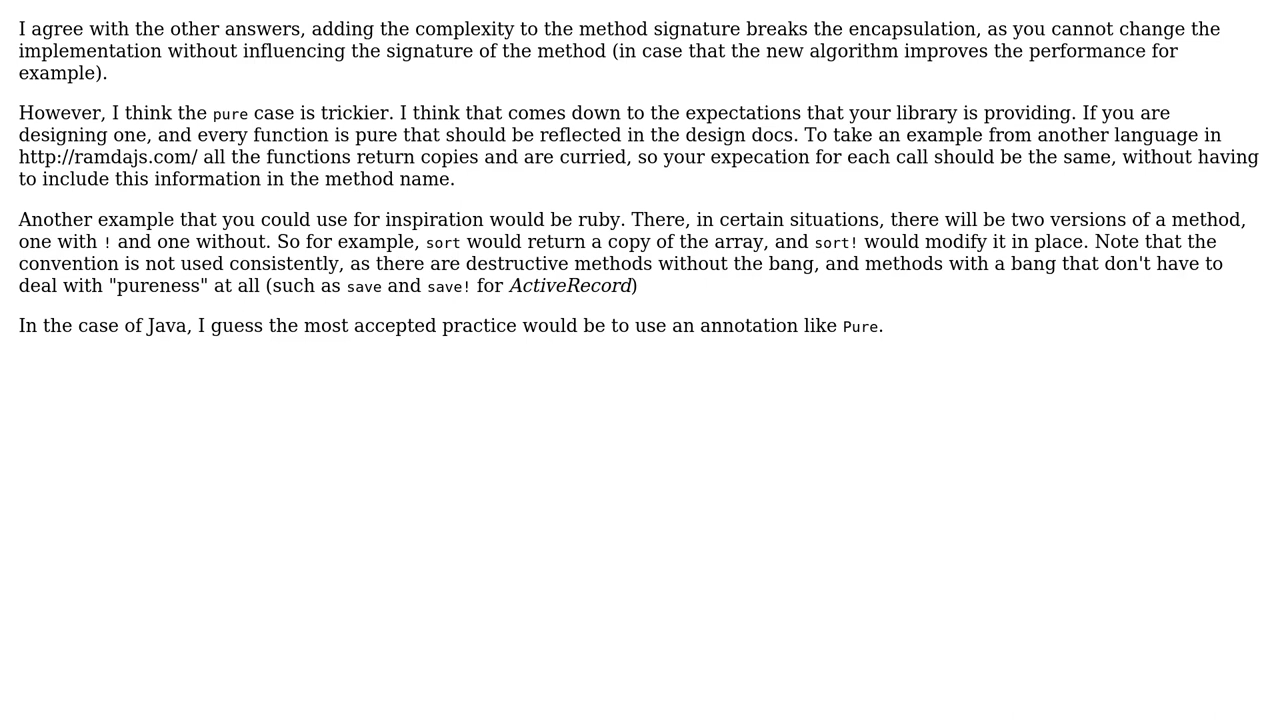 I agree with the other answers, adding the complexity to the method signature breaks the encapsulation, as you cannot change the
implementation without influencing the signature of the method (in case that the new algorithm improves the performance for
example).
However, I think the pure case is trickier. I think that comes down to the expectations that your library is providing. If you are
designing one, and every function is pure that should be reflected in the design docs. To take an example from another language in
http://ramdajs.com/ all the functions return copies and are curried, so your expecation for each call should be the same, without having
to include this information in the method name.
Another example that you could use for inspiration would be ruby. There, in certain situations, there will be two versions of a method,
one with ! and one without. So for example, sort would return a copy of the array, and sort! would modify it in place. Note that the
convention is not used consistently, as there are destructive methods without the bang, and methods with a bang that don't have to
deal with "pureness" at all (such as save and save! for ActiveRecord)
In the case of Java, I guess the most accepted practice would be to use an annotation like Pure.